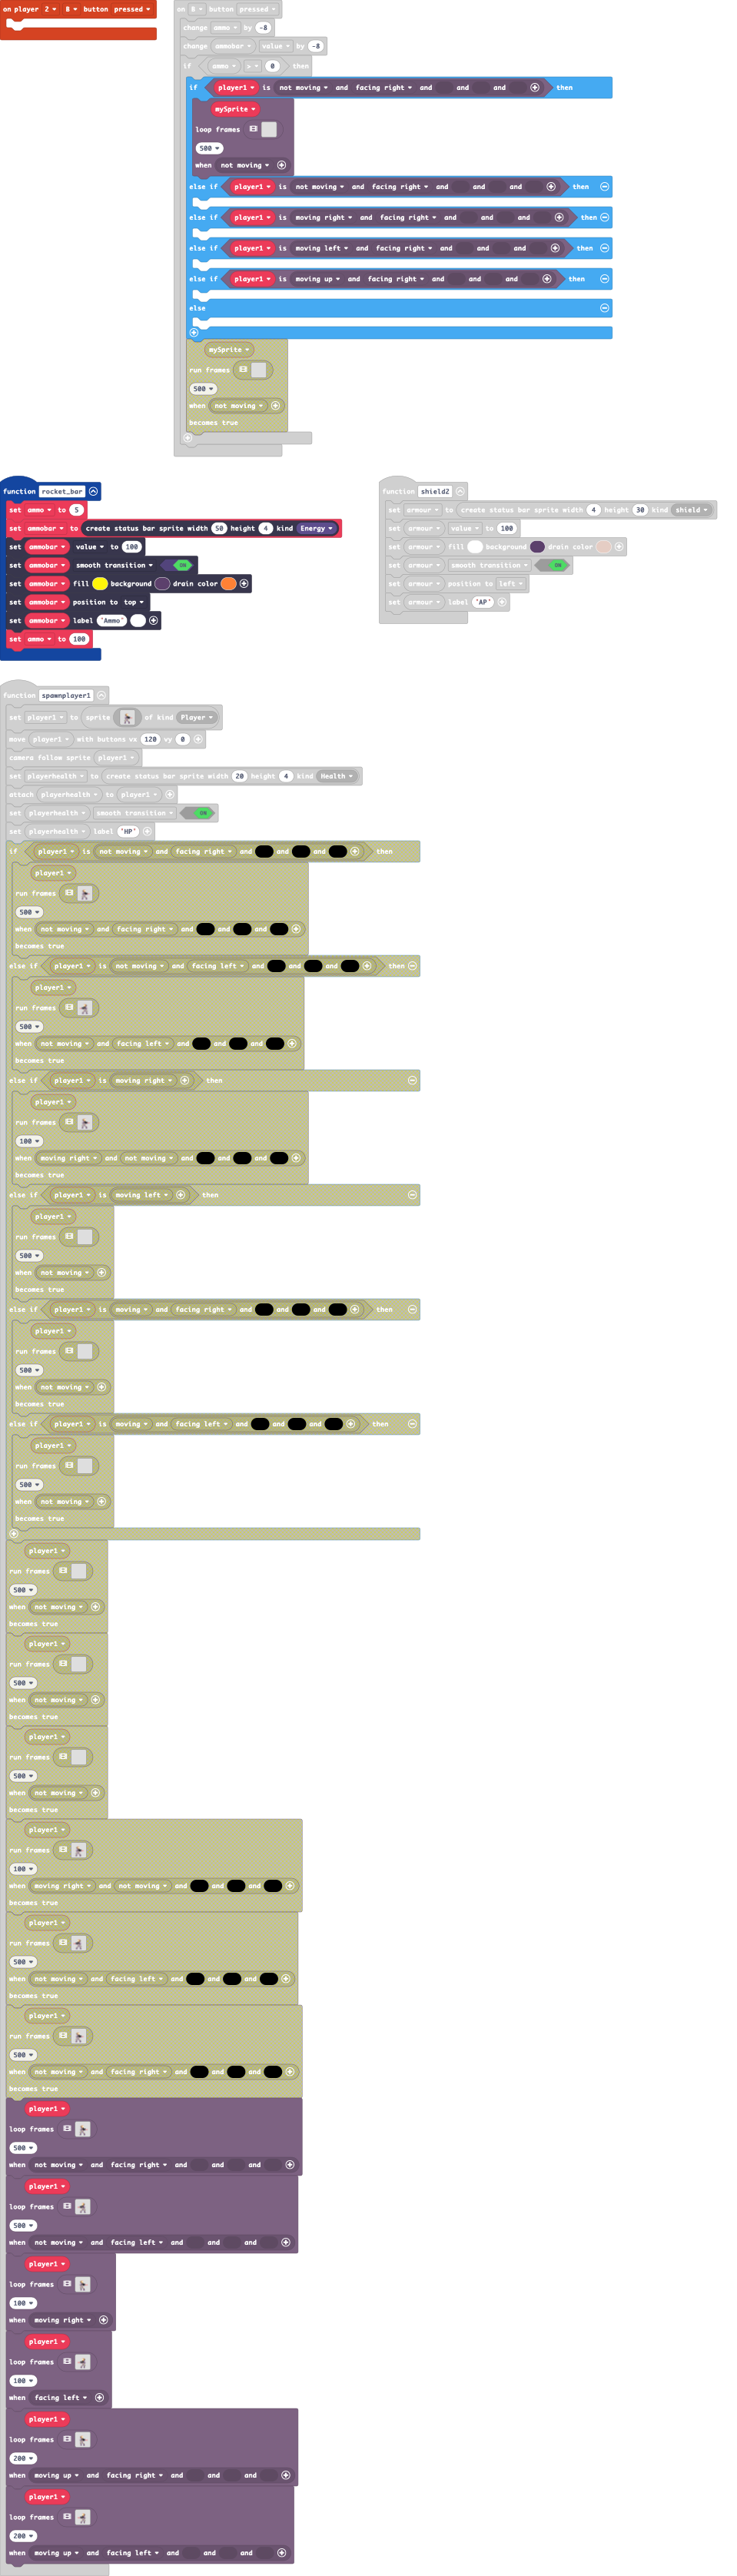 on player 2 B button pressed
on B button pressed
change ammo by -8
change ammobar value by -8
if ammo 0 then
if player1 is not moving and facing right and and and then
mySprite
loop frames
500
when not moving
else if player1 is not moving and facing right and and and then
else if player1 is moving right and facing right and and and then
else if player1 is moving left and facing right and and and then
else if player1 is moving up and facing right and and and then
else
mySprite
run frames
500
when not moving
becomes true
function rocket_bar
set ammo to 5
set ammobar to create status bar sprite width 50 height 4 kind Energy
set ammobar value to 100
set ammobar smooth transition ON
set ammobar fill background drain color
set ammobar position to top
set ammobar label "Ammo"
set ammo to 100
function shield2
set armour to create status bar sprite width 4 height 30 kind shield
set armour value to 100
set armour fill background drain color
set armour smooth transition ON
set armour position to left
set armour label "AP"
function spawnplayer1
set player1 to sprite of kind Player
move player1 with buttons vx 120 vy 0
camera follow sprite player1
set playerhealth to create status bar sprite width 20 height 4 kind Health
attach playerhealth to player1
set playerhealth smooth transition ON
set playerhealth label "HP"
if player1 is not moving and facing right and and and then
player1
run frames
500
when not moving and facing right and and and
becomes true
else if player1 is not moving and facing left and and and then
player1
run frames
500
when not moving and facing left and and and
becomes true
else if player1 is moving right then
player1
run frames
100
when moving right and not moving and and and
becomes true
else if player1 is moving left then
player1
run frames
500
when not moving
becomes true
else if player1 is moving and facing right and and and then
player1
run frames
500
when not moving
becomes true
else if player1 is moving and facing left and and and then
player1
run frames
500
when not moving
becomes true
player1
run frames
500
when not moving
becomes true
player1
run frames
500
when not moving
becomes true
player1
run frames
500
when not moving
becomes true
player1
run frames
100
when moving right and not moving and and and
becomes true
player1
run frames
500
when not moving and facing left and and and
becomes true
player1
run frames
500
when not moving and facing right and and and
becomes true
player1
loop frames
500
when not moving and facing right and and and
player1
loop frames
500
when not moving and facing left and and and
player1
loop frames
100
when moving right
player1
loop frames
100
when facing left
player1
loop frames
200
when moving up and facing right and and and
player1
loop frames
200
when moving up and facing left and and and